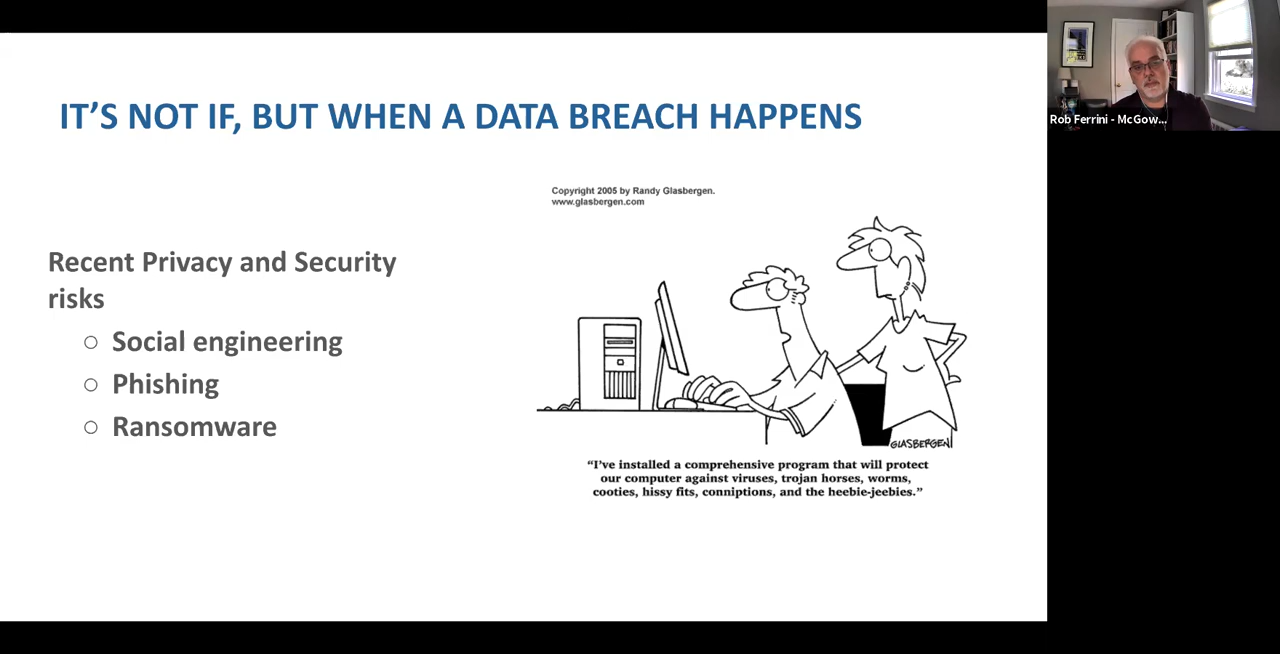 IT’S NOT IF, BUT WHEN A DATA BREACH HAPPENS
Rob Ferrini - McGow...
Copyright 2005 by Randy Glasbergen.
www.glasbergen.com
Recent Privacy and Security
risks
○ Social engineering
○ Phishing
○ Ransomware
GLASBERGEN
“I’ve installed a comprehensive program that will protect
our computer against viruses, trojan horses, worms,
cooties, hissy fits, conniptions, and the heebie-jeebies.”